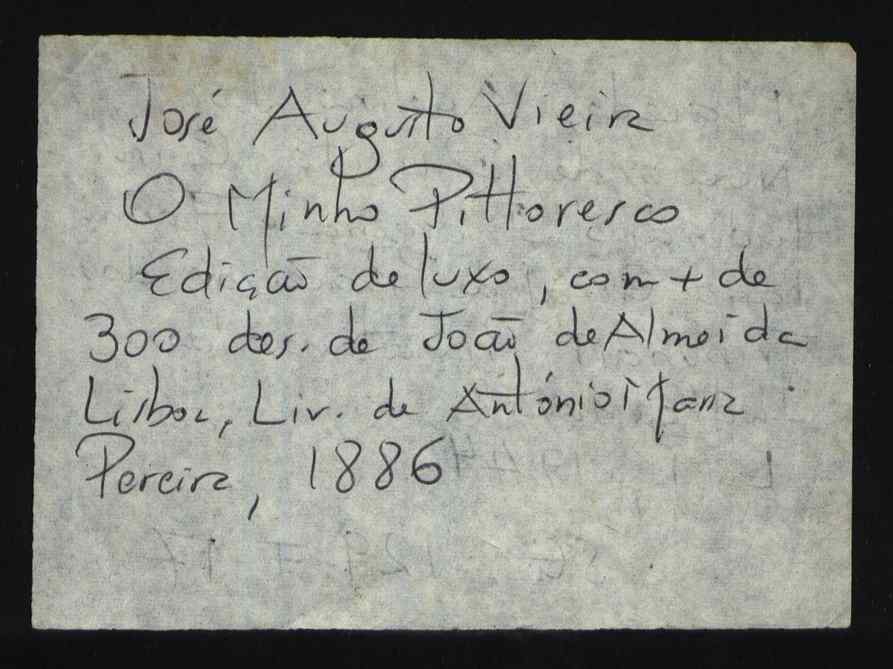 José Augusto Vieira
O Minho Pittoresco
Edição de luxo, com + de
300 des. de João de Almeida
Lisboa, Liv. de António Maria
Pereira, 1886